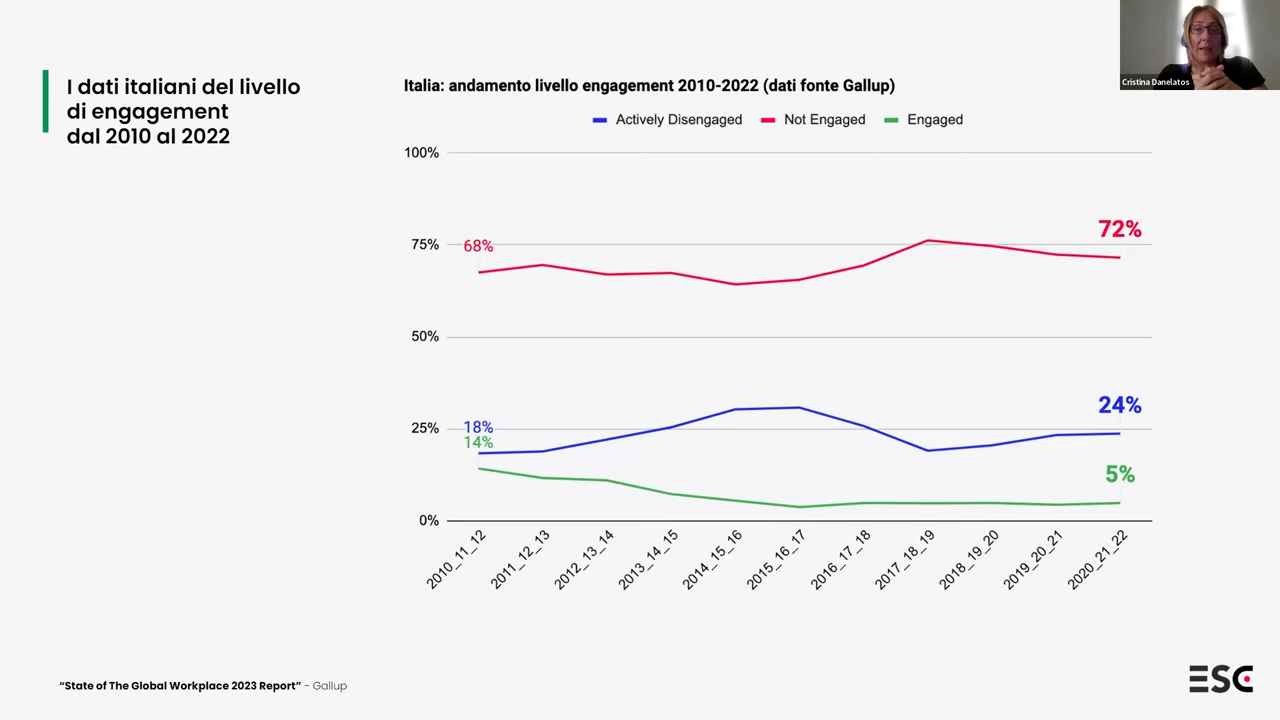 Cristina Danelatos
I dati italiani del livello
di engagement
dal 2010 al 2022
Italia: andamento livello engagement 2010-2022 (dati fonte Gallup)
Actively Disengaged Not Engaged Engaged
100%
75%
50%
25%
0%
68%
18%
14%
72%
24%
5%
2010_11_12
2011_12_13
2012_13_14
2013_14_15
2014_15_16
2015_16_17
2016_17_18
2017_18_19
2018_19_20
2019_20_21
2020_21_22
“State of The Global Workplace 2023 Report” - Gallup
ESC